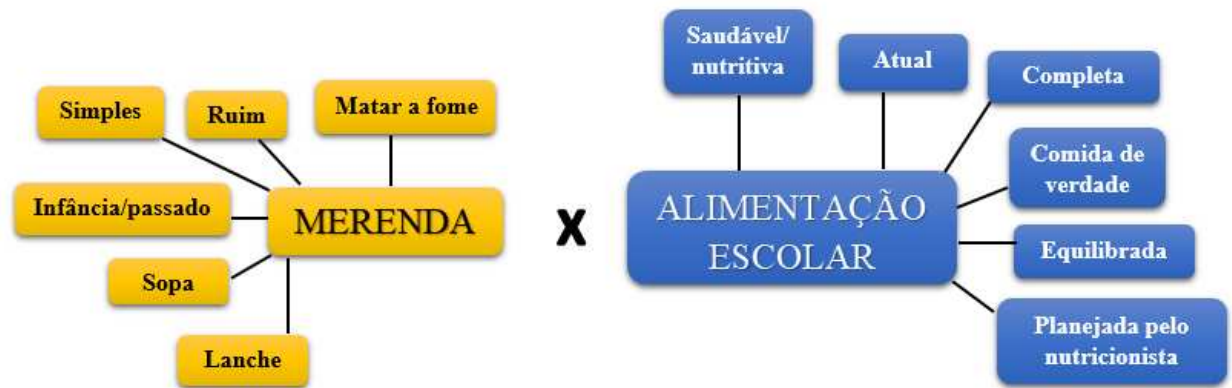 Simples
Ruim
Matar a fome
Infância/passado
MERENDA
Sopa
Lanche
X
Saudável/
nutritiva
Atual
Completa
Comida de
verdade
ALIMENTAÇÃO
ESCOLAR
Equilibrada
Planejada pelo
nutricionista